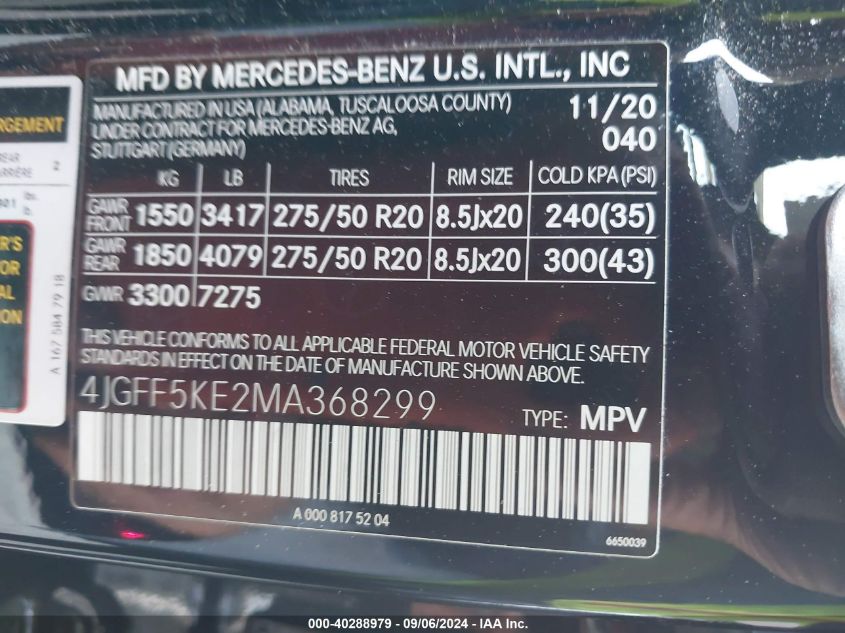 MFD BY MERCEDES-BENZ U.S. INTL., INC
MANUFACTURED IN USA (ALABAMA, TUSCALOOSA COUNTY) 11/20
UNDER CONTRACT FOR MERCEDES-BENZ AG, 040
STUTTGART (GERMANY)
KG LB TIRES RIM SIZE COLD KPA (PSI)
GAWR FRONT 1550 3417 275/50 R20 8.5Jx20 240(35)
GAWR REAR 1850 4079 275/50 R20 8.5Jx20 300(43)
GWR 3300 7275
THIS VEHICLE CONFORMS TO ALL APPLICABLE FEDERAL MOTOR VEHICLE SAFETY
STANDARDS IN EFFECT ON THE DATE OF MANUFACTURE SHOWN ABOVE.
4JGFF5KE2MA368299
TYPE: MPV
A 000 817 52 04
6650039
A 167 584 79 18
000-40288979 - 09/06/2024 - IAA Inc.